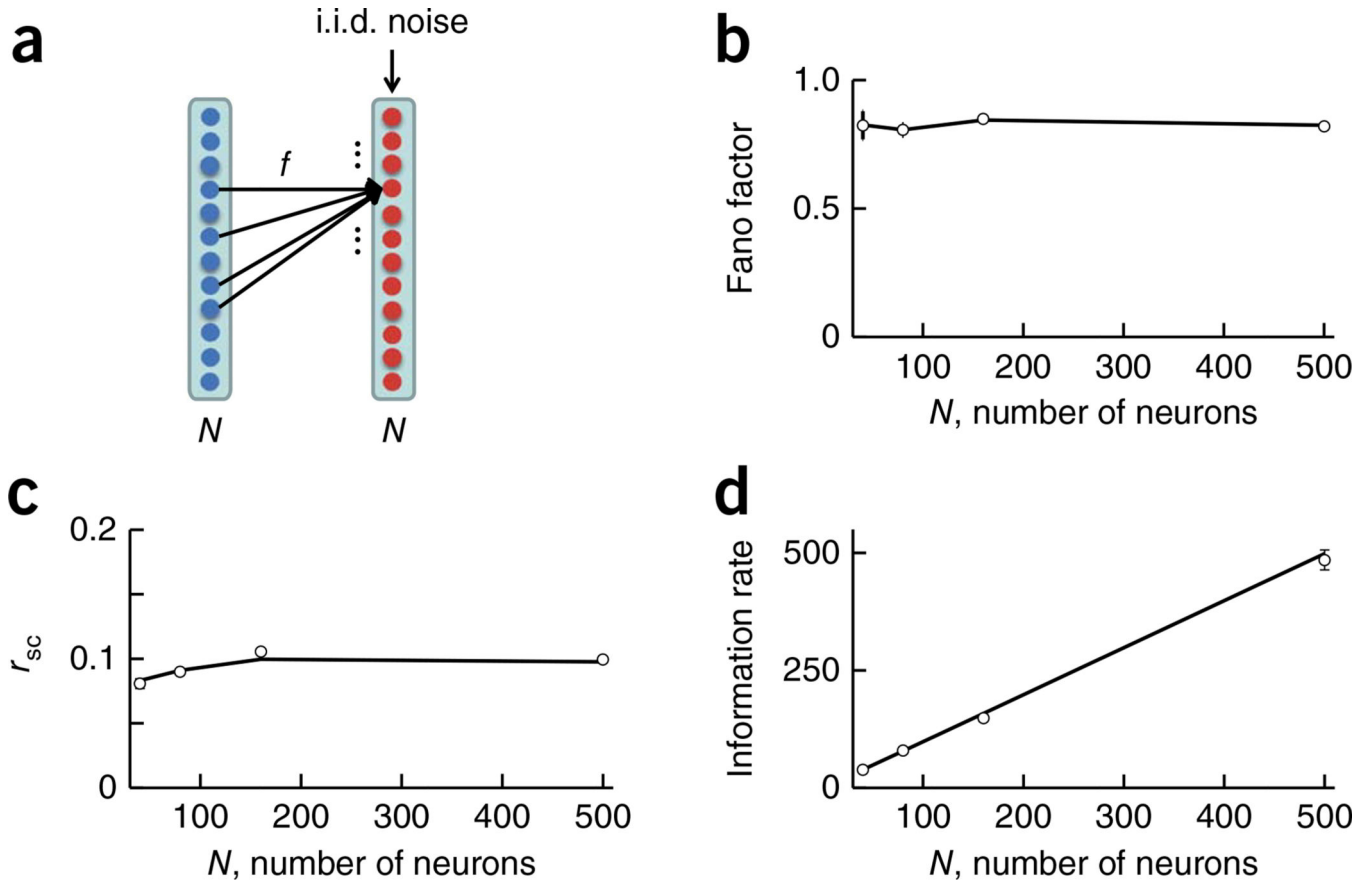 a
i.i.d. noise
f
N
N
b
1.0
0.5
0
Fano factor
100 200 300 400 500
N, number of neurons
c
0.2
0.1
0
rsc
100 200 300 400 500
N, number of neurons
d
500
250
0
Information rate
100 200 300 400 500
N, number of neurons